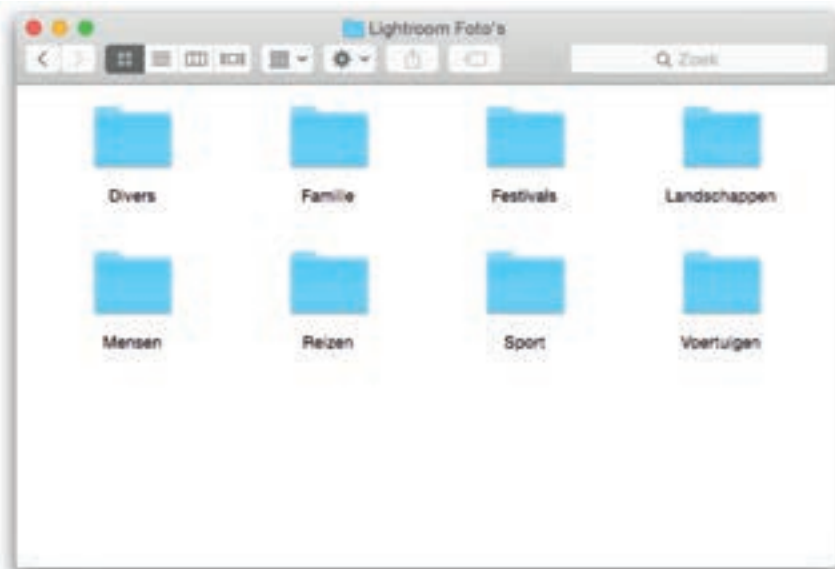 Lightroom Foto's
Zoek
Divers Familie Festivals Landschappen
Mensen Reizen Sport Voertuigen